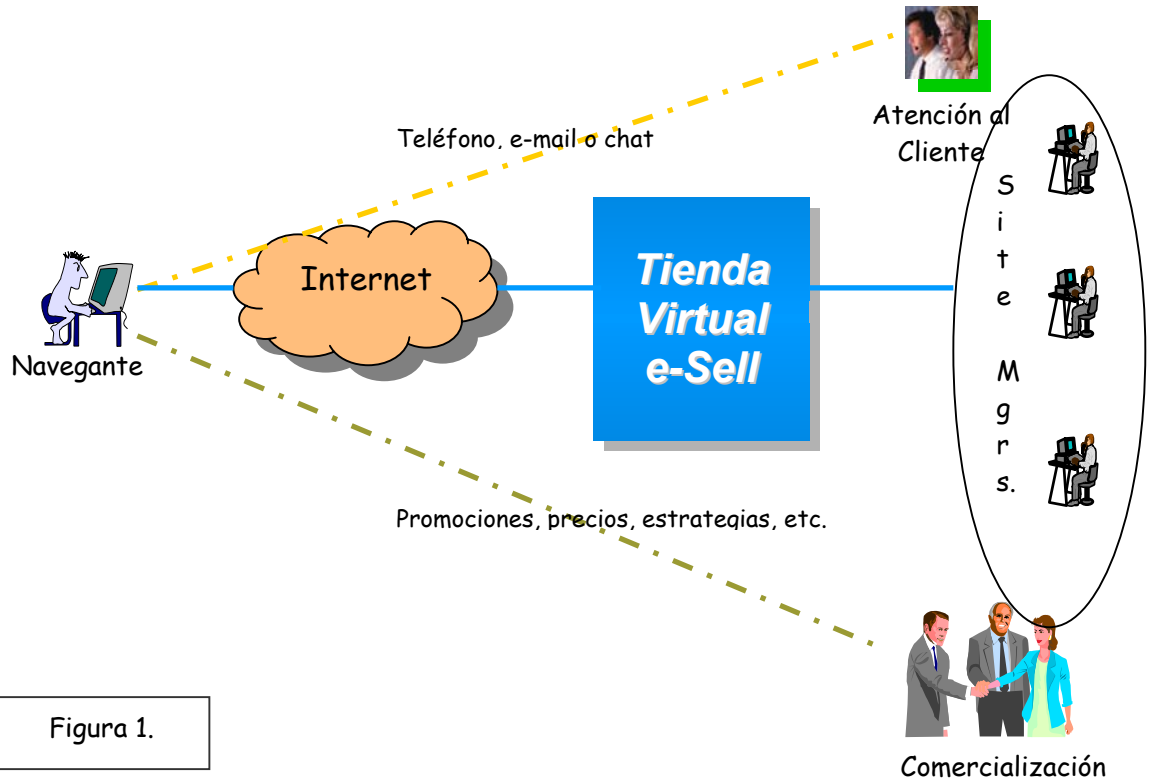 Atención al
Cliente
Teléfono, e-mail o chat
S
i
t
e
M
g
r
s.
Internet
Tienda
Virtual
e-Sell
Navegante
Promociones, precios, estrategias, etc.
Figura 1.
Comercialización